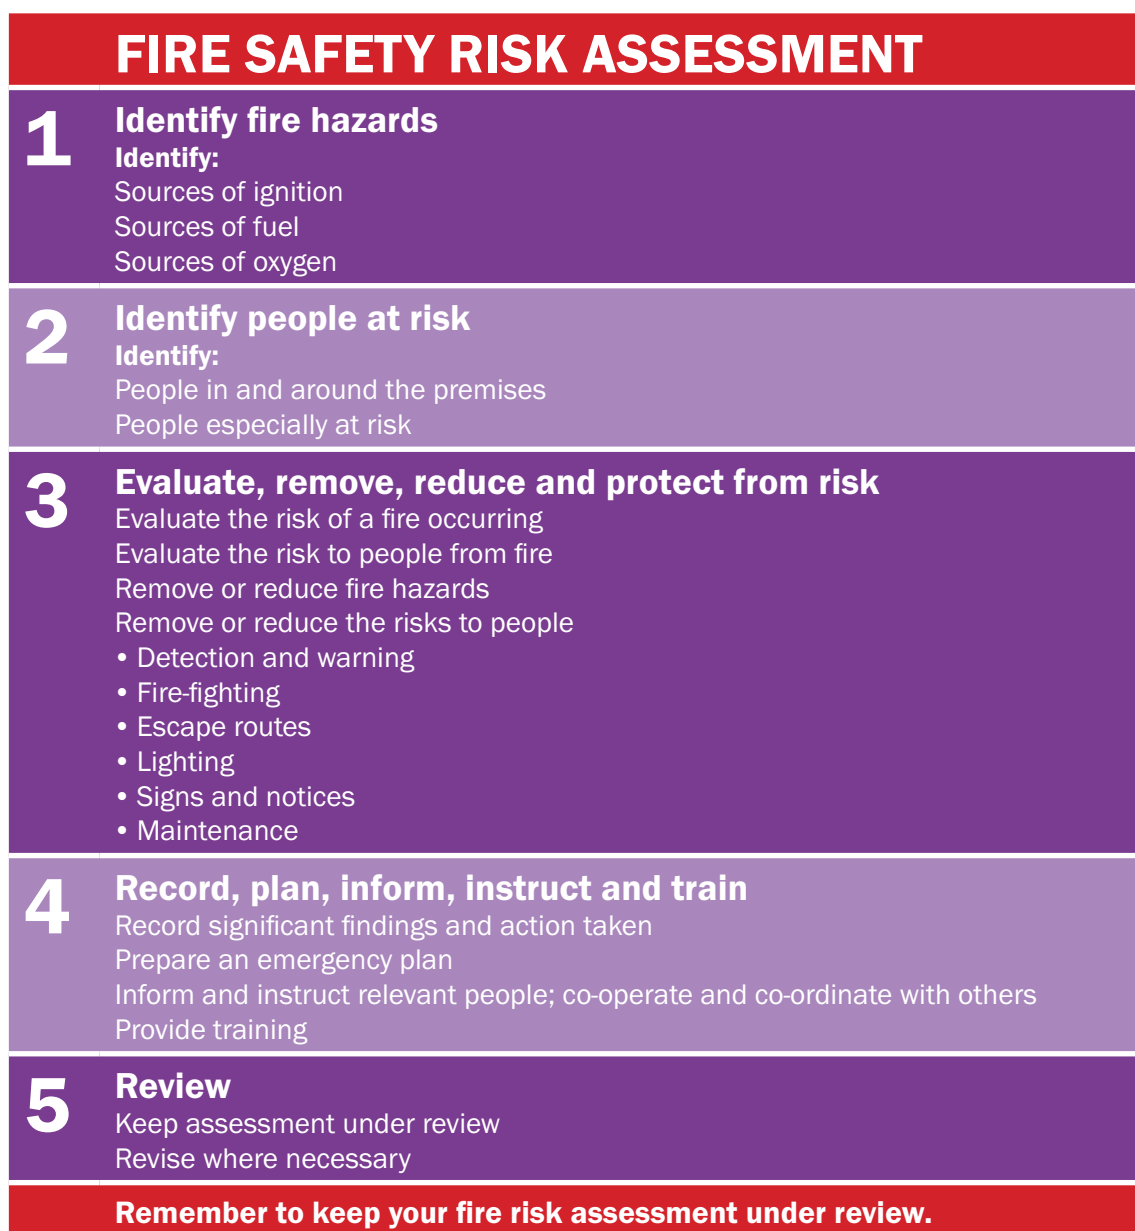 FIRE SAFETY RISK ASSESSMENT
1
Identify fire hazards
Identify:
Sources of ignition
Sources of fuel
Sources of oxygen
2
Identify people at risk
Identify:
People in and around the premises
People especially at risk
3
Evaluate, remove, reduce and protect from risk
Evaluate the risk of a fire occurring
Evaluate the risk to people from fire
Remove or reduce fire hazards
Remove or reduce the risks to people
• Detection and warning
• Fire-fighting
• Escape routes
• Lighting
• Signs and notices
• Maintenance
4
Record, plan, inform, instruct and train
Record significant findings and action taken
Prepare an emergency plan
Inform and instruct relevant people; co-operate and co-ordinate with others
Provide training
5
Review
Keep assessment under review
Revise where necessary
Remember to keep your fire risk assessment under review.